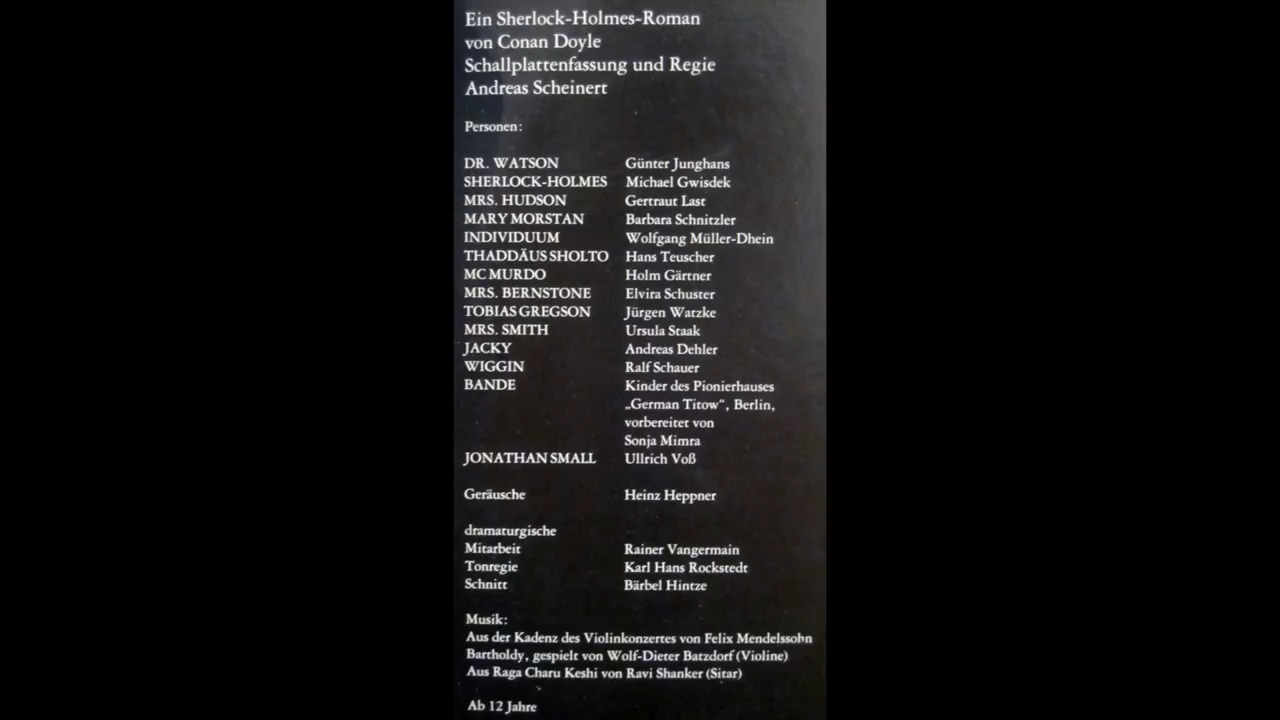 Ein Sherlock-Holmes-Roman
von Conan Doyle
Schallplattenfassung und Regie
Andreas Scheinert
Personen:
DR. WATSON Günter Junghans
SHERLOCK-HOLMES Michael Gwisdek
MRS. HUDSON Gertraut Last
MARY MORSTAN Barbara Schnitzler
INDIVIDUUM Wolfgang Müller-Dhein
THADDÄUS SHOLTO Hans Teuscher
MC MURDO Holm Gärtner
MRS. BERNSTONE Elvira Schuster
TOBIAS GREGSON Jürgen Watzke
MRS. SMITH Ursula Staak
JACKY Andreas Dehler
WIGGIN Ralf Schauer
BANDE Kinder des Pionierhauses
„German Titow“, Berlin,
vorbereitet von
Sonja Mimra
JONATHAN SMALL Ullrich Voß
Geräusche Heinz Heppner
dramaturgische
Mitarbeit Rainer Vangermain
Tonregie Karl Hans Rockstedt
Schnitt Bärbel Hintze
Musik:
Aus der Kadenz des Violinkonzertes von Felix Mendelssohn
Bartholdy, gespielt von Wolf-Dieter Batzdorf (Violine)
Aus Raga Charu Keshi von Ravi Shanker (Sitar)
Ab 12 Jahre